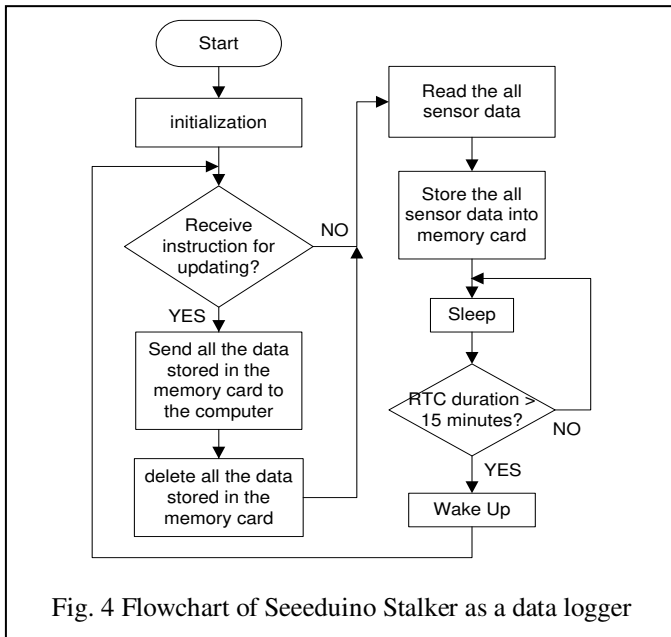 Start
initialization
Receive
instruction for
updating?
NO
YES
Send all the data
stored in the
memory card to
the computer
delete all the data
stored in the
memory card
Read the all
sensor data
Store the all
sensor data into
memory card
Sleep
RTC duration >
15 minutes?
NO
YES
Wake Up
Fig. 4 Flowchart of Seeeduino Stalker as a data logger